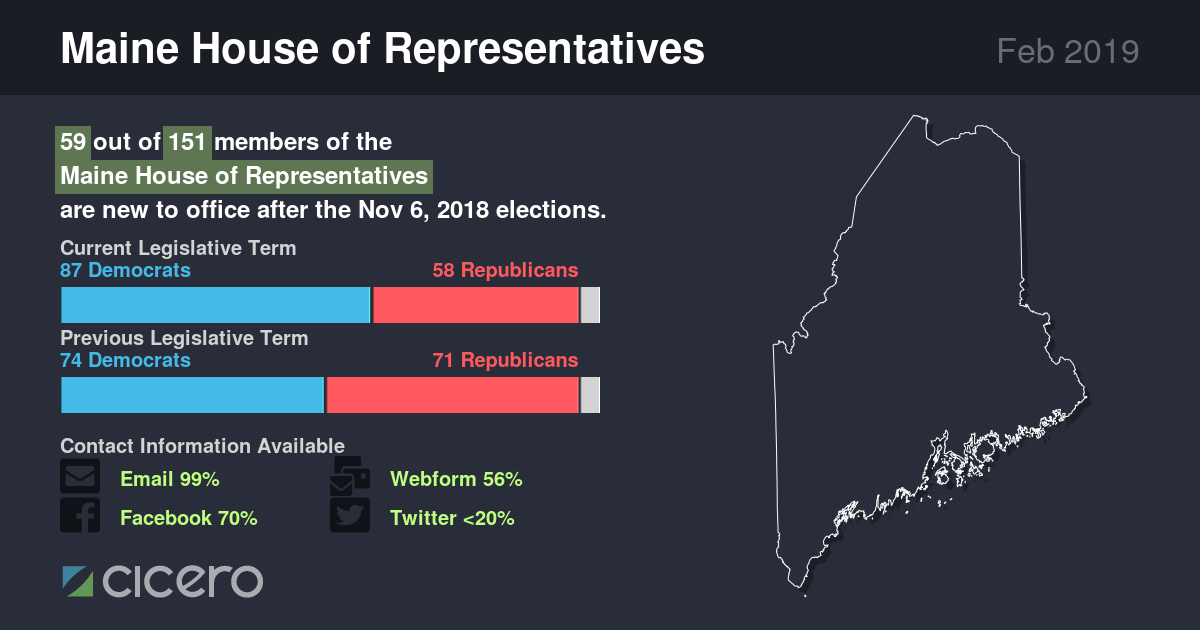 Maine House of Representatives
Feb 2019
59 out of 151 members of the
Maine House of Representatives
are new to office after the Nov 6, 2018 elections.
Current Legislative Term
87 Democrats 58 Republicans
Previous Legislative Term
74 Democrats 71 Republicans
Contact Information Available
Email 99% Webform 56%
Facebook 70% Twitter <20%
cicero